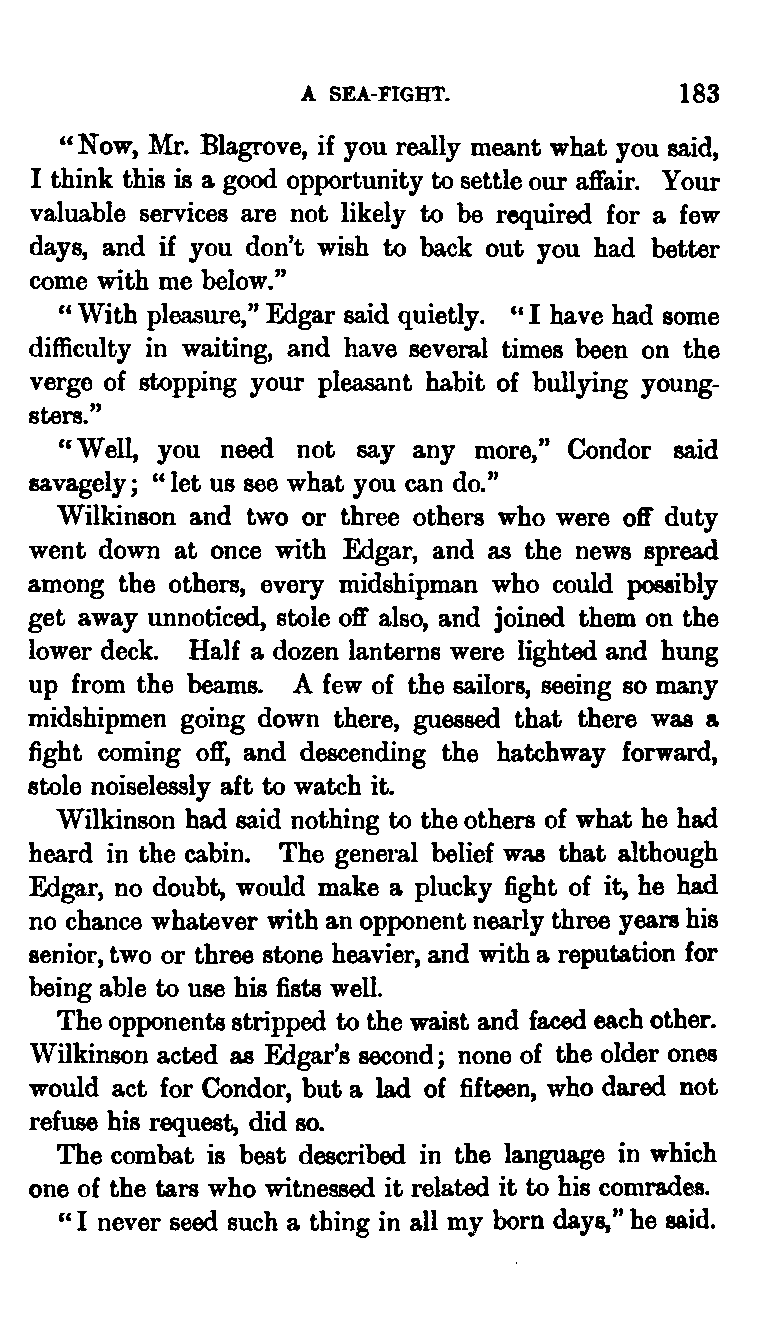 A SEA-FIGHT. 183
"Now, Mr. Blagrove, if you really meant what you said,
I think this is a good opportunity to settle our affair. Your
valuable services are not likely to be required for a few
days, and if you don't wish to back out you had better
come with me below."
"With pleasure," Edgar said quietly. "I have had some
difficulty in waiting, and have several times been on the
verge of stopping your pleasant habit of bullying young-
sters."
"Well, you need not say any more," Condor said
savagely; "let us see what you can do."
Wilkinson and two or three others who were off duty
went down at once with Edgar, and as the news spread
among the others, every midshipman who could possibly
get away unnoticed, stole off also, and joined them on the
lower deck. Half a dozen lanterns were lighted and hung
up from the beams. A few of the sailors, seeing so many
midshipmen going down there, guessed that there was a
fight coming off, and descending the hatchway forward,
stole noiselessly aft to watch it.
Wilkinson had said nothing to the others of what he had
heard in the cabin. The general belief was that although
Edgar, no doubt, would make a plucky fight of it, he had
no chance whatever with an opponent nearly three years his
senior, two or three stone heavier, and with a reputation for
being able to use his fists well.
The opponents stripped to the waist and faced each other.
Wilkinson acted as Edgar's second; none of the older ones
would act for Condor, but a lad of fifteen, who dared not
refuse his request, did so.
The combat is best described in the language in which
one of the tars who witnessed it related it to his comrades.
"I never seed such a thing in all my born days," he said.